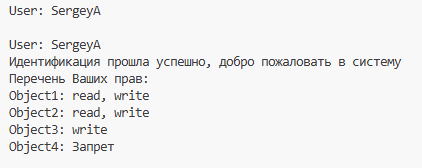 User: SergeyA
User: SergeyA
Идентификация прошла успешно, добро пожаловать в систему
Перечень Ваших прав:
Object1: read, write
Object2: read, write
Object3: write
Object4: Запрет